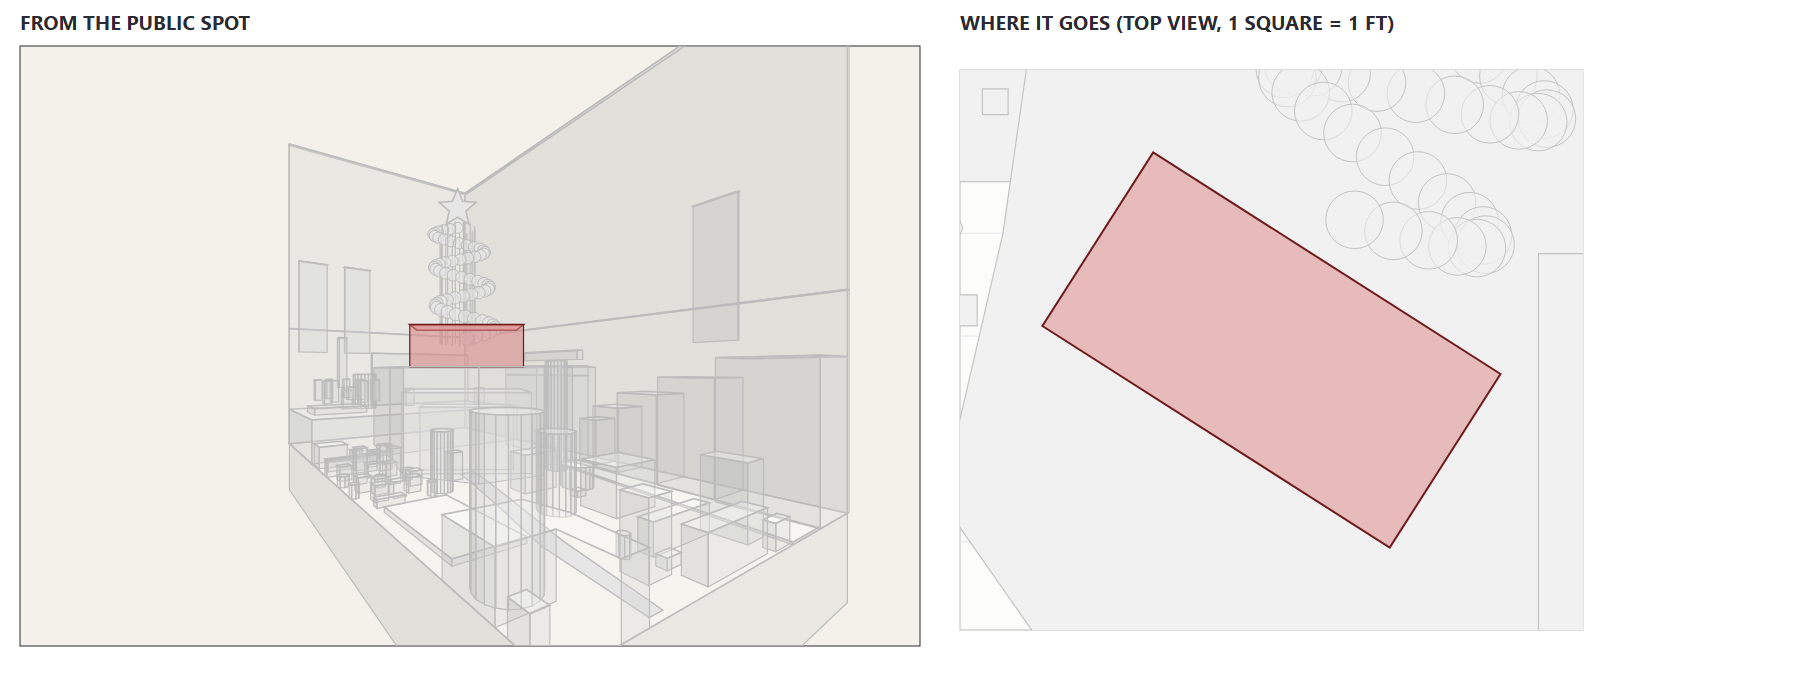 FROM THE PUBLIC SPOT
WHERE IT GOES (TOP VIEW, 1 SQUARE = 1 FT)